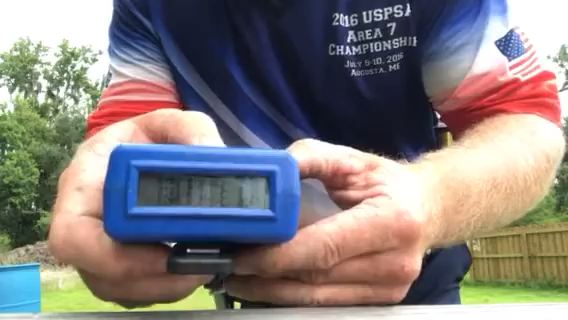 2016 USPSA
AREA 7
CHAMPIONSHIP
JULY 8-10, 2016
AUGUSTA, ME